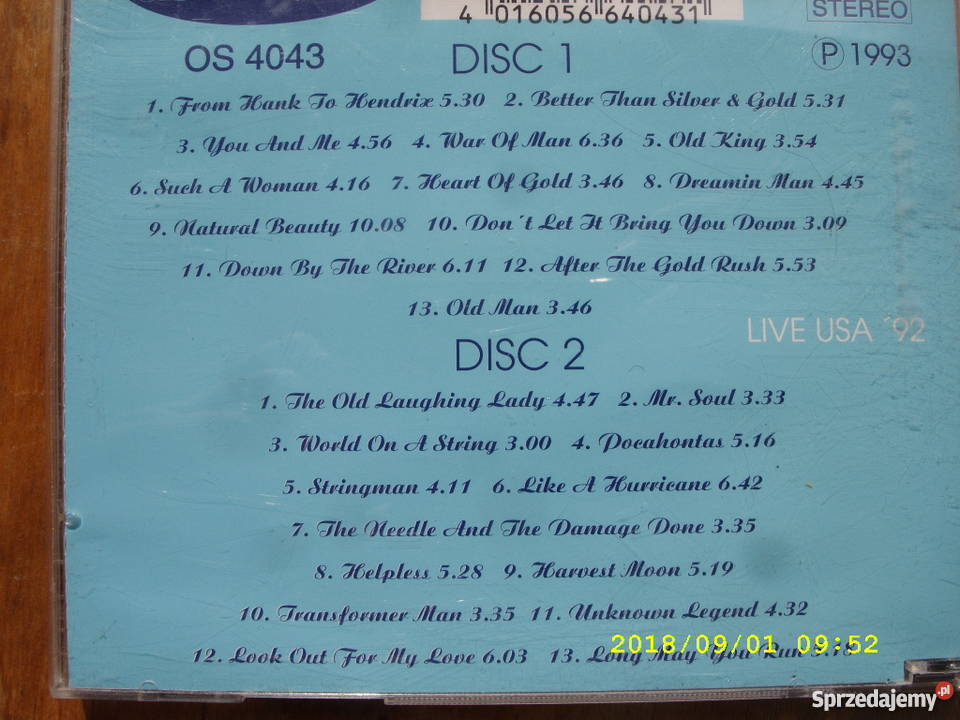 4 016056 640431
STEREO
OS 4043 DISC 1 Ⓟ 1993
1. From Hank To Hendrix 5.30 2. Better Than Silver & Gold 5.31
3. You And Me 4.56 4. War Of Man 6.36 5. Old King 3.54
6. Such A Woman 4.16 7. Heart Of Gold 3.46 8. Dreamin Man 4.45
9. Natural Beauty 10.08 10. Don´t Let It Bring You Down 3.09
11. Down By The River 6.11 12. After The Gold Rush 5.53
13. Old Man 3.46
LIVE USA ´92
DISC 2
1. The Old Laughing Lady 4.47 2. Mr. Soul 3.33
3. World On A String 3.00 4. Pocahontas 5.16
5. Stringman 4.11 6. Like A Hurricane 6.42
7. The Needle And The Damage Done 3.35
8. Helpless 5.28 9. Harvest Moon 5.19
10. Transformer Man 3.35 11. Unknown Legend 4.32
2018/09/01 09:52
12. Look Out For My Love 6.03 13. Long May You Run
Sprzedajemy.pl